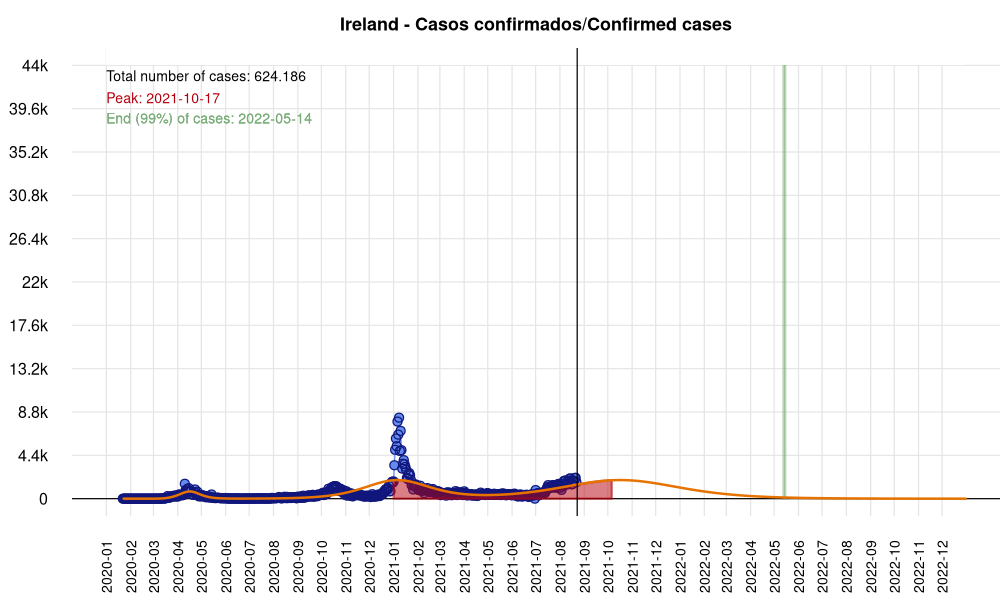 Ireland - Casos confirmados/Confirmed cases
Total number of cases: 624.186
Peak: 2021-10-17
End (99%) of cases: 2022-05-14
44k
39.6k
35.2k
30.8k
26.4k
22k
17.6k
13.2k
8.8k
4.4k
0
2020-01
2020-02
2020-03
2020-04
2020-05
2020-06
2020-07
2020-08
2020-09
2020-10
2020-11
2020-12
2021-01
2021-02
2021-03
2021-04
2021-05
2021-06
2021-07
2021-08
2021-09
2021-10
2021-11
2021-12
2022-01
2022-02
2022-03
2022-04
2022-05
2022-06
2022-07
2022-08
2022-09
2022-10
2022-11
2022-12